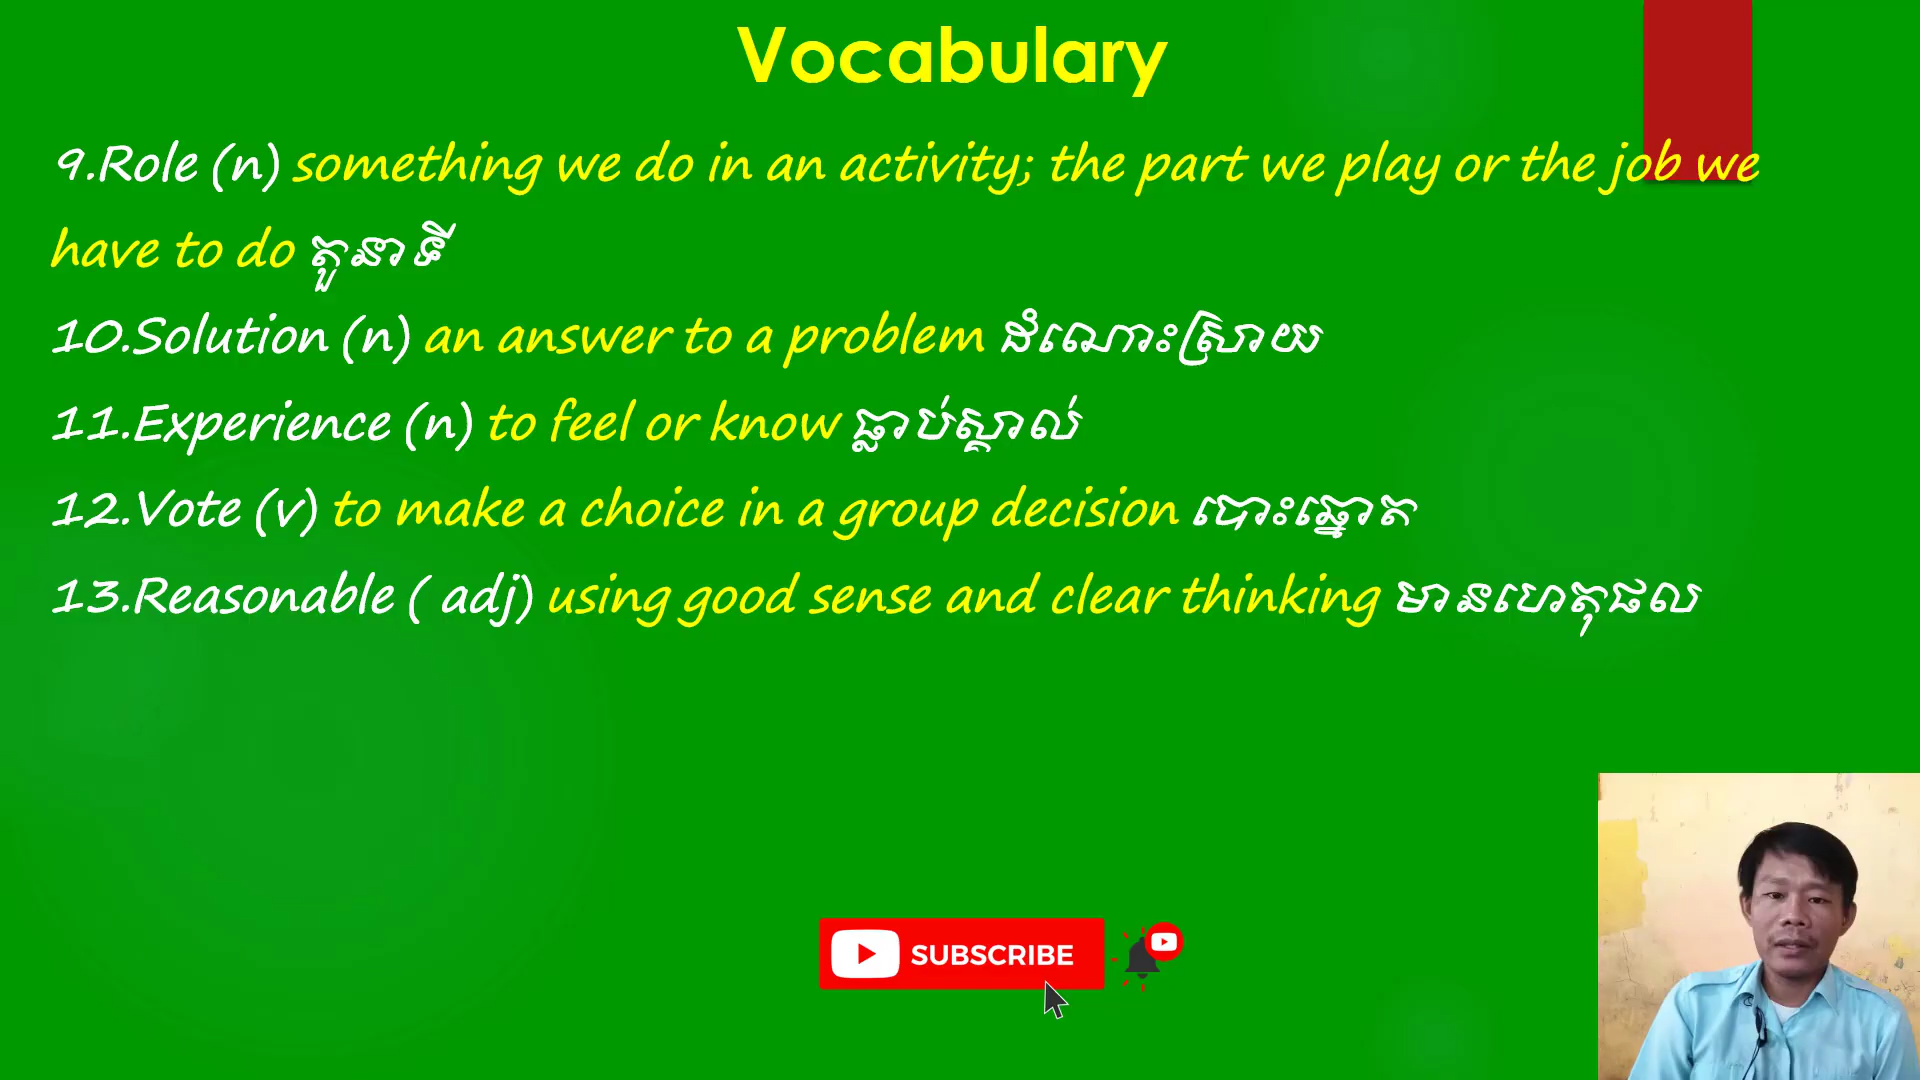 Vocabulary
9.Role (n) something we do in an activity; the part we play or the job we
have to do តួនាទី
10.Solution (n) an answer to a problem ដំណោះស្រាយ
11.Experience (n) to feel or know ធ្លាប់ស្គាល់
12.Vote (v) to make a choice in a group decision បោះឆ្នោត
13.Reasonable ( adj) using good sense and clear thinking មានហេតុផល
SUBSCRIBE